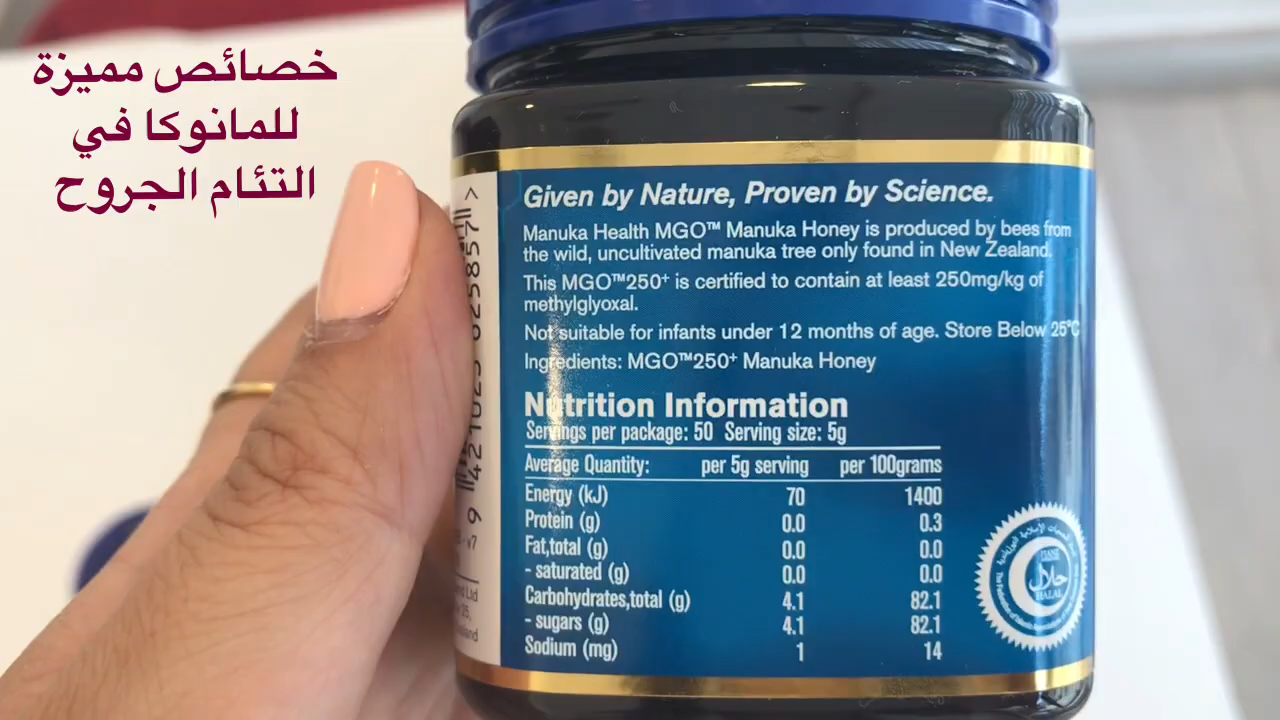 خصائص مميزة
للمانوكا في
التئام الجروح
Given by Nature, Proven by Science.
Manuka Health MGO™ Manuka Honey is produced by bees from
the wild, uncultivated manuka tree only found in New Zealand.
This MGO™250+ is certified to contain at least 250mg/kg of
methylglyoxal.
Not suitable for infants under 12 months of age. Store Below 25°C
Ingredients: MGO™250+ Manuka Honey
Nutrition Information
Servings per package: 50 Serving size: 5g
Average Quantity: per 5g serving per 100grams
Energy (kJ) 70 1400
Protein (g) 0.0 0.3
Fat,total (g) 0.0 0.0
- saturated (g) 0.0 0.0
Carbohydrates,total (g) 4.1 82.1
- sugars (g) 4.1 82.1
Sodium (mg) 1 14
حلال
HALAL